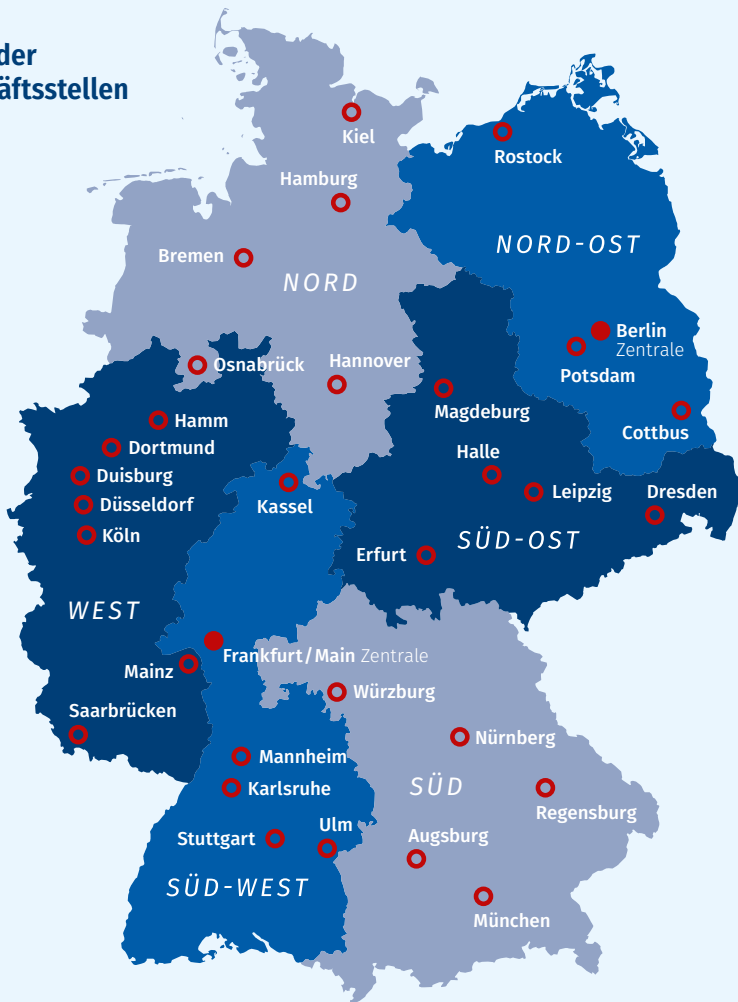 der
äftsstellen
Kiel
Rostock
Hamburg
NORD-OST
Bremen
NORD
Berlin
Zentrale
Osnabrück
Hannover
Potsdam
Magdeburg
Hamm
Cottbus
Dortmund
Halle
Duisburg
Leipzig
Dresden
Düsseldorf
Kassel
Köln
SÜD-OST
Erfurt
WEST
Frankfurt/Main Zentrale
Mainz
Würzburg
Saarbrücken
Nürnberg
Mannheim
SÜD
Karlsruhe
Regensburg
Ulm
Stuttgart
Augsburg
SÜD-WEST
München